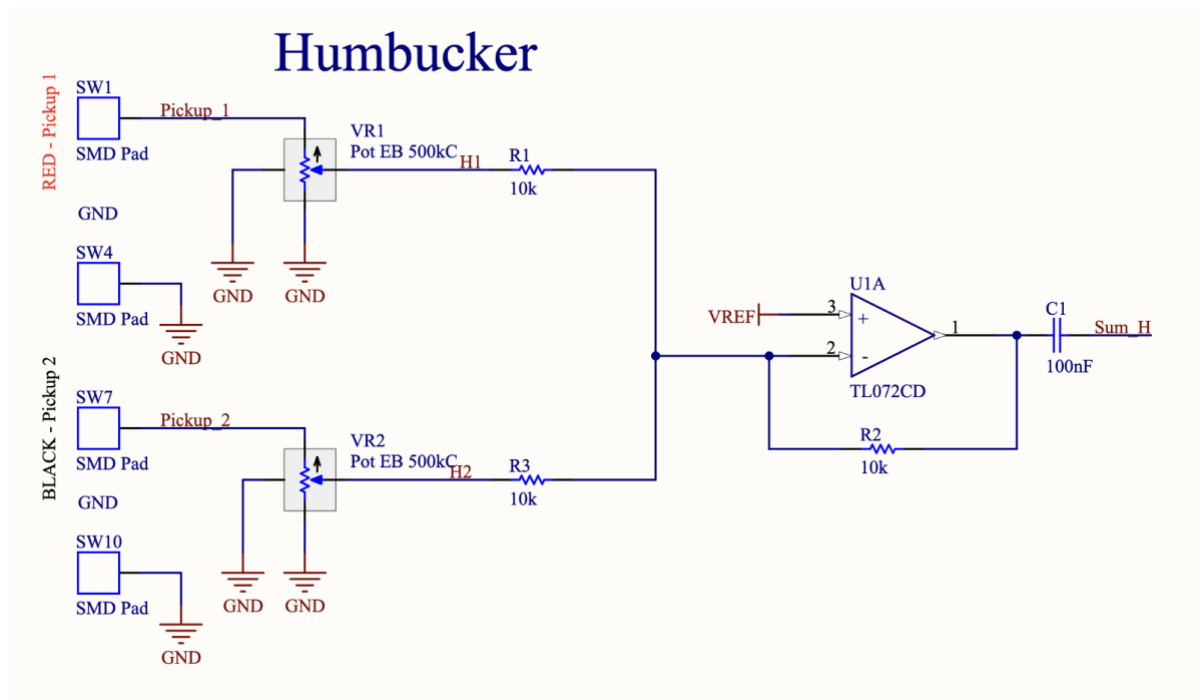 Humbucker
RED - Pickup 1
SW1
Pickup_1
SMD Pad
VR1
Pot EB 500kC
H1
R1
10k
GND
GND
GND
SW4
SMD Pad
GND
BLACK - Pickup 2
SW7
Pickup_2
SMD Pad
VR2
Pot EB 500kC
H2
R3
10k
GND
GND
GND
SW10
SMD Pad
GND
VREF
3
2
+
-
U1A
1
TL072CD
R2
10k
C1
100nF
Sum_H